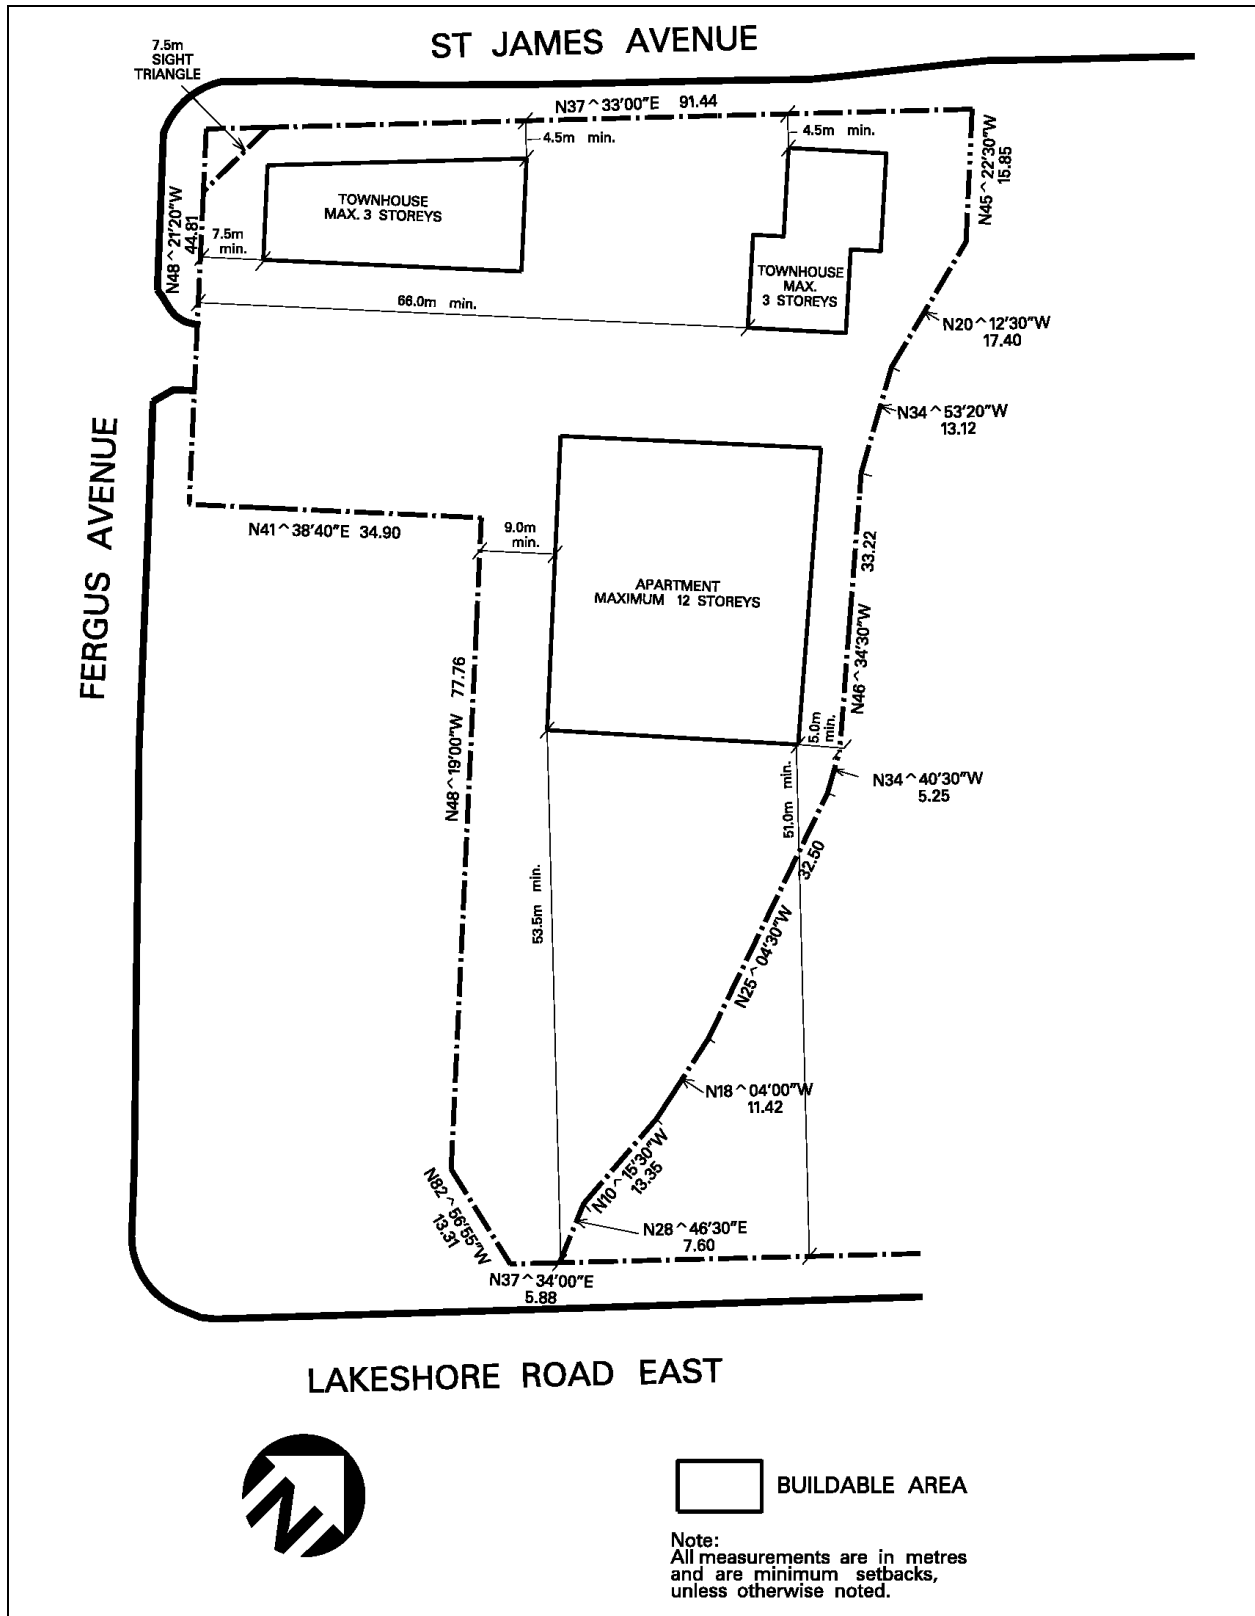 ST JAMES AVENUE
7.5m
SIGHT
TRIANGLE
N37^33'00"E 91.44
4.5m min.
4.5m min.
N45^22'30"W
15.85
TOWNHOUSE
MAX. 3 STOREYS
N48^21'20"W
44.81
7.5m
min.
TOWNHOUSE
MAX.
3 STOREYS
66.0m min.
N20^12'30"W
17.40
N34^53'20"W
13.12
FERGUS AVENUE
N41^38'40"E 34.90
9.0m
min.
33.22
N46^34'30"W
APARTMENT
MAXIMUM 12 STOREYS
N48^19'00"W 77.76
5.0m
min.
N34^40'30"W
5.25
51.0m min.
32.50
N25^04'30"W
53.5m min.
N18^04'00"W
11.42
N10^15'30"W
13.35
N82^56'55"W
13.31
N28^46'30"E
7.60
N37^34'00"E
5.88
LAKESHORE ROAD EAST
N
BUILDABLE AREA
Note:
All measurements are in metres
and are minimum setbacks,
unless otherwise noted.